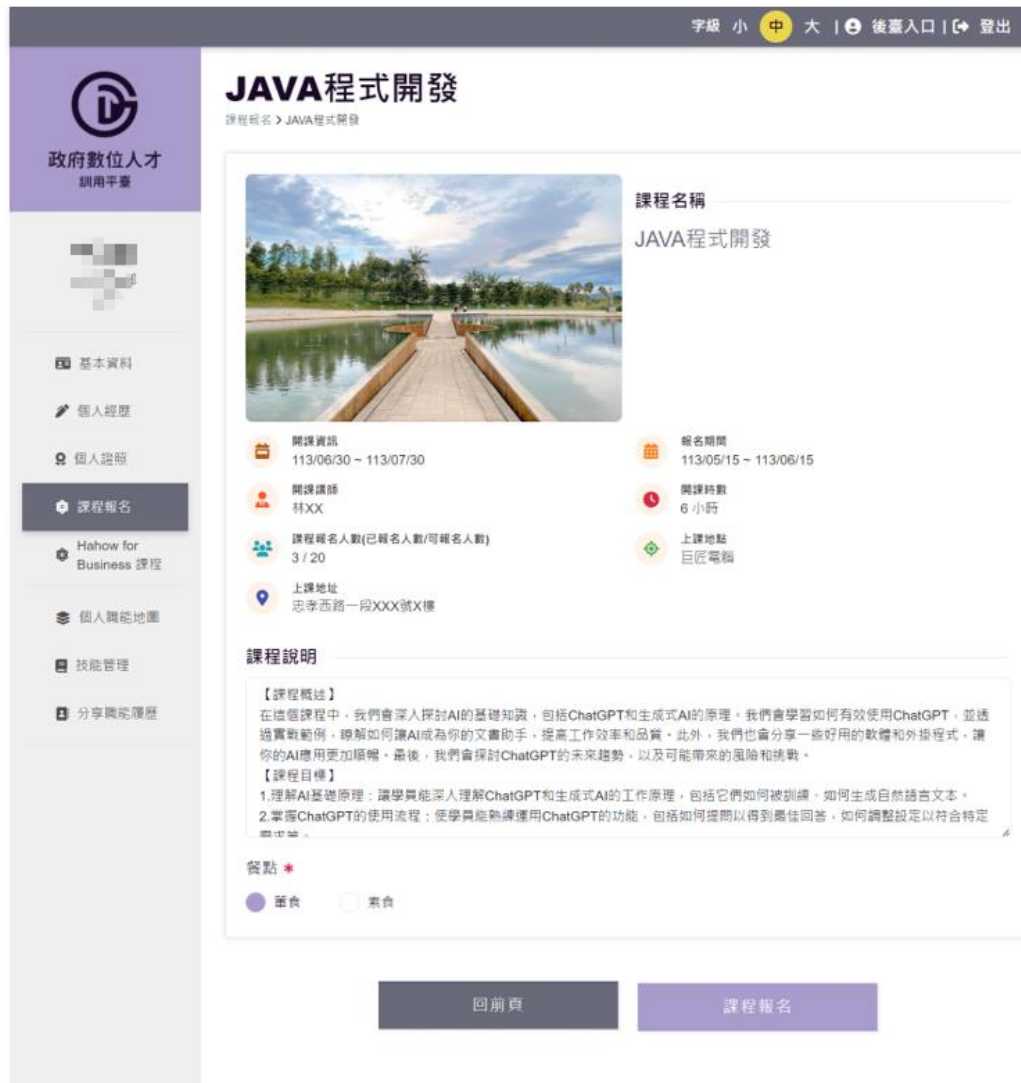 字級 小 中 大 | 後臺入口 | 登出
政府數位人才
訓用平臺
基本資料
個人經歷
個人證照
課程報名
Hahow for
Business 課程
個人職能地圖
技能管理
分享職能履歷
JAVA程式開發
課程報名 > JAVA程式開發
課程名稱
JAVA程式開發
開課資訊
113/06/30 ~ 113/07/30
報名期間
113/05/15 ~ 113/06/15
開課講師
林XX
開課時數
6 小時
課程報名人數(已報名人數/可報名人數)
3 / 20
上課地點
巨匠電腦
上課地址
忠孝西路一段XXX號X樓
課程說明
【課程概述】
在這個課程中,我們會深入探討AI的基礎知識,包括ChatGPT和生成式AI的原理。我們會學習如何有效使用ChatGPT,並透
過實戰範例,瞭解如何讓AI成為你的文書助手,提高工作效率和品質。此外,我們也會分享一些好用的軟體和外掛程式,讓
你的AI應用更加順暢。最後,我們會探討ChatGPT的未來趨勢,以及可能帶來的風險和挑戰。
【課程目標】
1.理解AI基礎原理:讓學員能深入理解ChatGPT和生成式AI的工作原理,包括它們如何被訓練、如何生成自然語言文本。
2.掌握ChatGPT的使用流程:使學員能熟練運用ChatGPT的功能,包括如何提問以得到最佳回答,如何調整設定以符合特定
餐點 *
葷食 素食
回前頁
課程報名